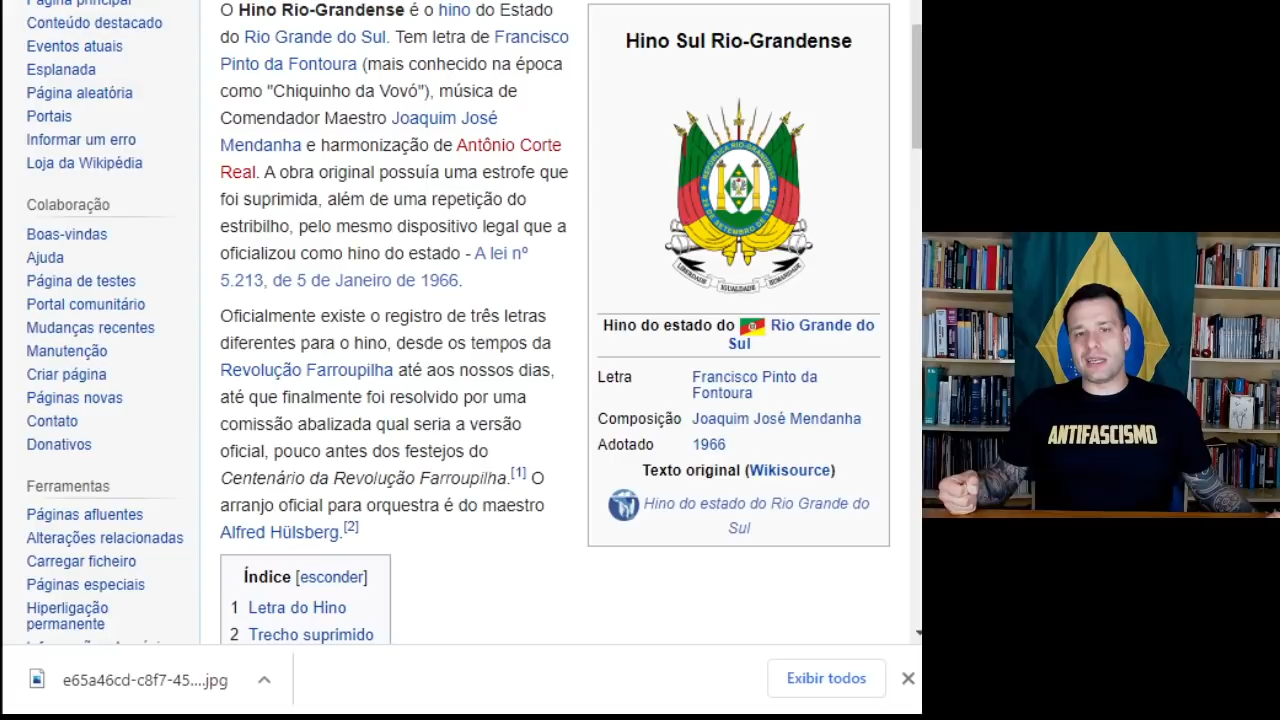 Página principal
Conteúdo destacado
Eventos atuais
Esplanada
Página aleatória
Portais
Informar um erro
Loja da Wikipédia
Colaboração
Boas-vindas
Ajuda
Página de testes
Portal comunitário
Mudanças recentes
Manutenção
Criar página
Páginas novas
Contato
Donativos
Ferramentas
Páginas afluentes
Alterações relacionadas
Carregar ficheiro
Páginas especiais
Hiperligação
permanente
O Hino Rio-Grandense é o hino do Estado
do Rio Grande do Sul. Tem letra de Francisco
Pinto da Fontoura (mais conhecido na época
como "Chiquinho da Vovó"), música de
Comendador Maestro Joaquim José
Mendanha e harmonização de Antônio Corte
Real. A obra original possuía uma estrofe que
foi suprimida, além de uma repetição do
estribilho, pelo mesmo dispositivo legal que a
oficializou como hino do estado - A lei nº
5.213, de 5 de Janeiro de 1966.
Oficialmente existe o registro de três letras
diferentes para o hino, desde os tempos da
Revolução Farroupilha até aos nossos dias,
até que finalmente foi resolvido por uma
comissão abalizada qual seria a versão
oficial, pouco antes dos festejos do
Centenário da Revolução Farroupilha.[1] O
arranjo oficial para orquestra é do maestro
Alfred Hülsberg.[2]
Índice [esconder]
1 Letra do Hino
2 Trecho suprimido
Hino Sul Rio-Grandense
REPÚBLICA RIO-GRANDENSE
20 DE SETEMBRO DE 1835
LIBERDADE IGUALDADE HUMANIDADE
Hino do estado do Rio Grande do
Sul
Letra Francisco Pinto da
Fontoura
Composição Joaquim José Mendanha
Adotado 1966
Texto original (Wikisource)
Hino do estado do Rio Grande do
Sul
ANTIFASCISMO
e65a46cd-c8f7-45....jpg
Exibir todos